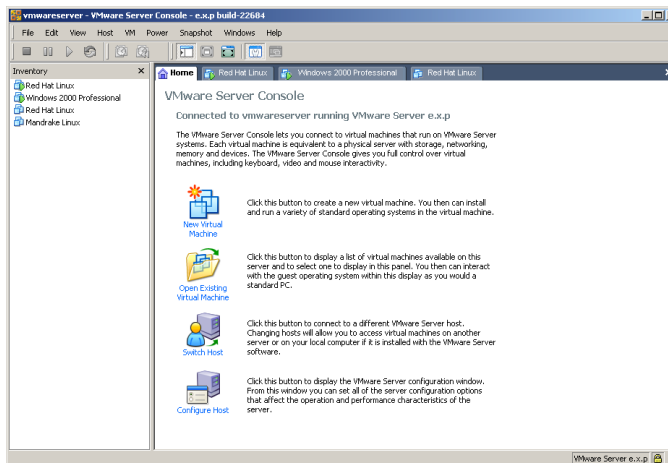 vmwareserver - VMware Server Console - e.x.p build-22684
File Edit View Host VM Power Snapshot Windows Help
Inventory
Red Hat Linux
Windows 2000 Professional
Red Hat Linux
Mandrake Linux
Home Red Hat Linux Windows 2000 Professional Red Hat Linux
VMware Server Console
Connected to vmwareserver running VMware Server e.x.p
The VMware Server Console lets you connect to virtual machines that run on VMware Server
systems. Each virtual machine is equivalent to a physical server with storage, networking,
memory and devices. The VMware Server Console gives you full control over virtual
machines, including keyboard, video and mouse interactivity.
New Virtual
Machine
Click this button to create a new virtual machine. You then can install
and run a variety of standard operating systems in the virtual machine.
Open Existing
Virtual Machine
Click this button to display a list of virtual machines available on this
server and to select one to display in this panel. You then can interact
with the guest operating system within this display as you would a
standard PC.
Switch Host
Click this button to connect to a different VMware Server host.
Changing hosts will allow you to access virtual machines on another
server or on your local computer if it is installed with the VMware Server
software.
Configure Host
Click this button to display the VMware Server configuration window.
From this window you can set all of the server configuration options
that affect the operation and performance characteristics of the
server.
VMware Server e.x.p